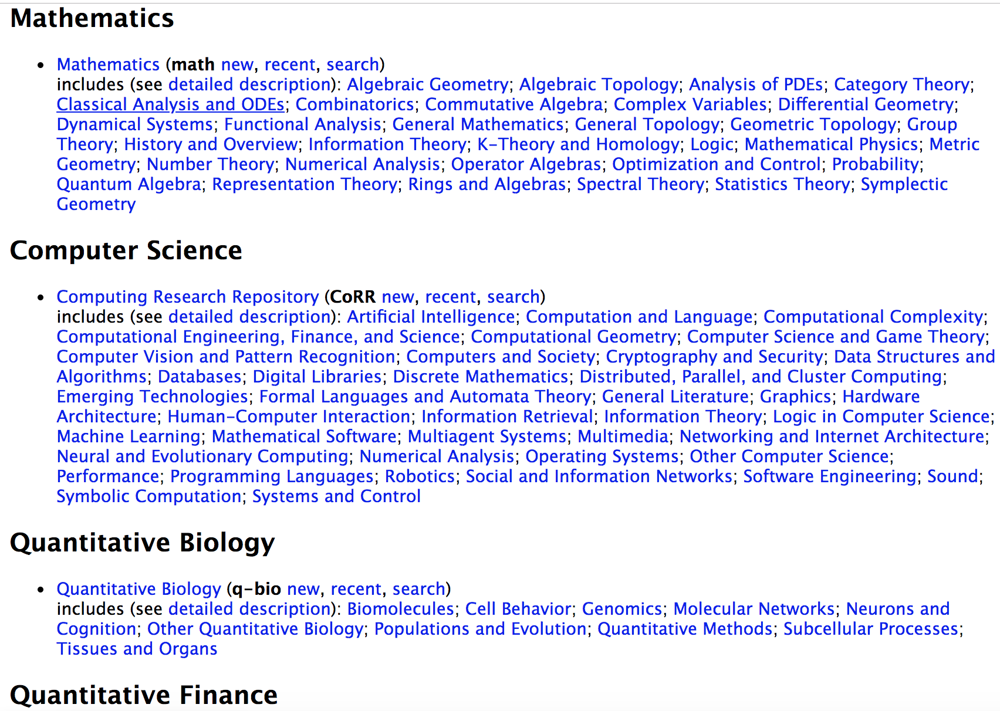 Mathematics
• Mathematics (math new, recent, search)
includes (see detailed description): Algebraic Geometry; Algebraic Topology; Analysis of PDEs; Category Theory;
Classical Analysis and ODEs; Combinatorics; Commutative Algebra; Complex Variables; Differential Geometry;
Dynamical Systems; Functional Analysis; General Mathematics; General Topology; Geometric Topology; Group
Theory; History and Overview; Information Theory; K-Theory and Homology; Logic; Mathematical Physics; Metric
Geometry; Number Theory; Numerical Analysis; Operator Algebras; Optimization and Control; Probability;
Quantum Algebra; Representation Theory; Rings and Algebras; Spectral Theory; Statistics Theory; Symplectic
Geometry
Computer Science
• Computing Research Repository (CoRR new, recent, search)
includes (see detailed description): Artificial Intelligence; Computation and Language; Computational Complexity;
Computational Engineering, Finance, and Science; Computational Geometry; Computer Science and Game Theory;
Computer Vision and Pattern Recognition; Computers and Society; Cryptography and Security; Data Structures and
Algorithms; Databases; Digital Libraries; Discrete Mathematics; Distributed, Parallel, and Cluster Computing;
Emerging Technologies; Formal Languages and Automata Theory; General Literature; Graphics; Hardware
Architecture; Human-Computer Interaction; Information Retrieval; Information Theory; Logic in Computer Science;
Machine Learning; Mathematical Software; Multiagent Systems; Multimedia; Networking and Internet Architecture;
Neural and Evolutionary Computing; Numerical Analysis; Operating Systems; Other Computer Science;
Performance; Programming Languages; Robotics; Social and Information Networks; Software Engineering; Sound;
Symbolic Computation; Systems and Control
Quantitative Biology
• Quantitative Biology (q-bio new, recent, search)
includes (see detailed description): Biomolecules; Cell Behavior; Genomics; Molecular Networks; Neurons and
Cognition; Other Quantitative Biology; Populations and Evolution; Quantitative Methods; Subcellular Processes;
Tissues and Organs
Quantitative Finance